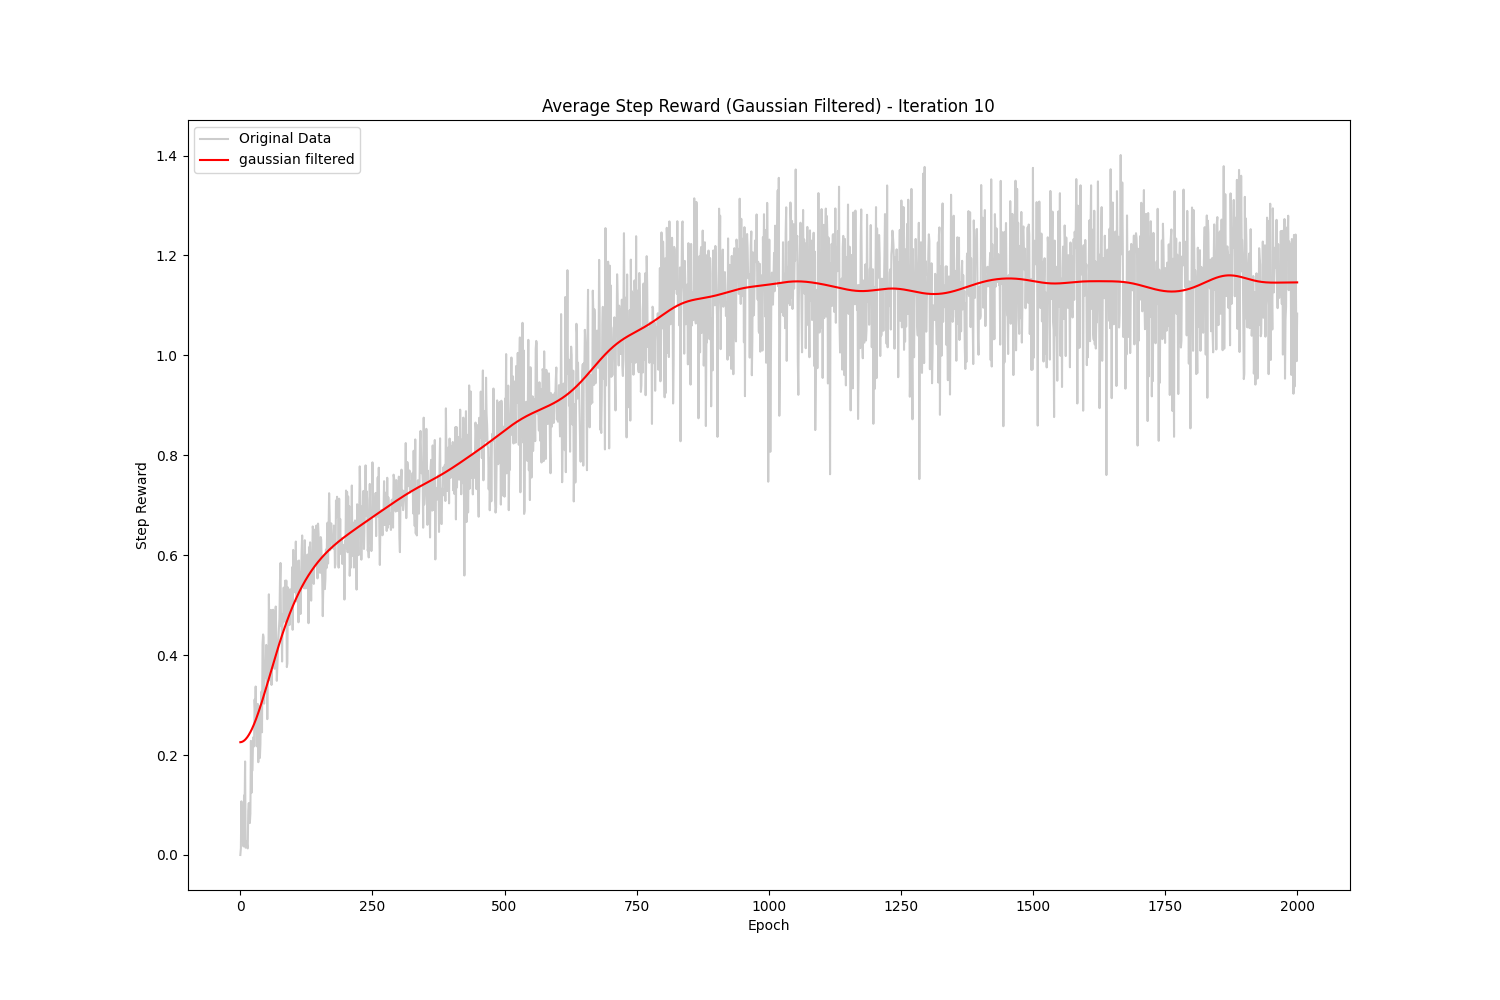 Average Step Reward (Gaussian Filtered) - Iteration 10
Original Data
gaussian filtered
1.4
1.2
1.0
0.8
0.6
0.4
0.2
0.0
Step Reward
0 250 500 750 1000 1250 1500 1750 2000
Epoch